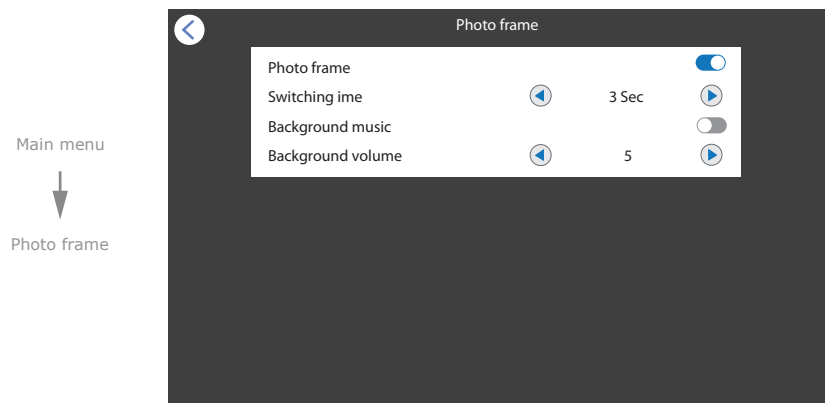 Photo frame
Photo frame
Switching ime 3 Sec
Background music
Background volume 5
Main menu
Photo frame